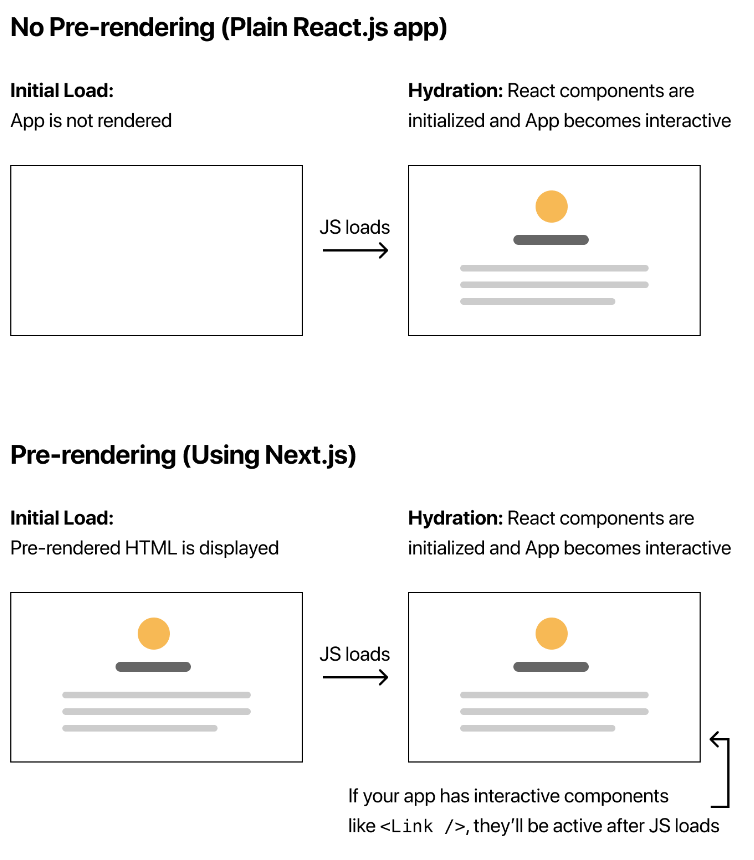 No Pre-rendering (Plain React.js app)
Initial Load:
App is not rendered
Hydration: React components are
initialized and App becomes interactive
JS loads
Pre-rendering (Using Next.js)
Initial Load:
Pre-rendered HTML is displayed
Hydration: React components are
initialized and App becomes interactive
JS loads
If your app has interactive components
like <Link />, they’ll be active after JS loads